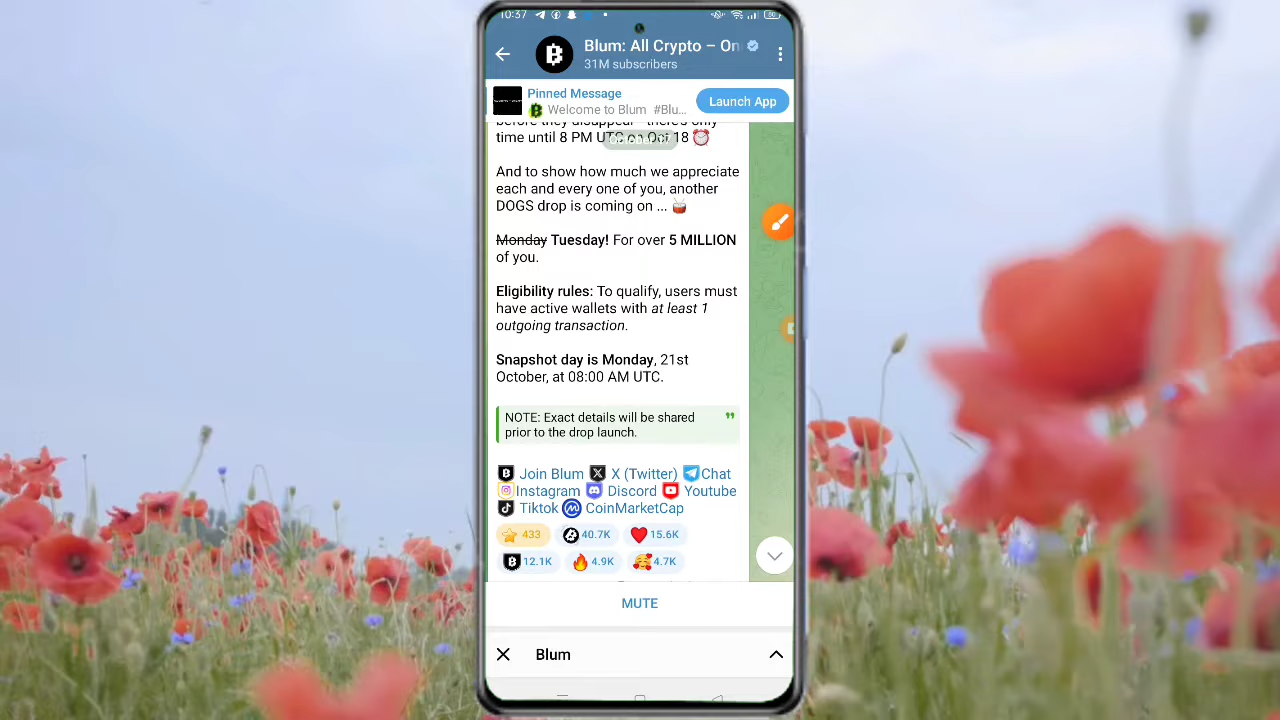 10:37
Blum: All Crypto – On
31M subscribers
Pinned Message
Welcome to Blum #Blu...
Launch App
before they disappear - there's only
time until 8 PM UTC on Oct 18 ⏰
And to show how much we appreciate
each and every one of you, another
DOGS drop is coming on ... 🥁
Monday Tuesday! For over 5 MILLION
of you.
Eligibility rules: To qualify, users must
have active wallets with at least 1
outgoing transaction.
Snapshot day is Monday, 21st
October, at 08:00 AM UTC.
NOTE: Exact details will be shared
prior to the drop launch.
Join Blum X (Twitter) Chat
Instagram Discord Youtube
Tiktok CoinMarketCap
433 40.7K 15.6K
12.1K 4.9K 4.7K
MUTE
Blum